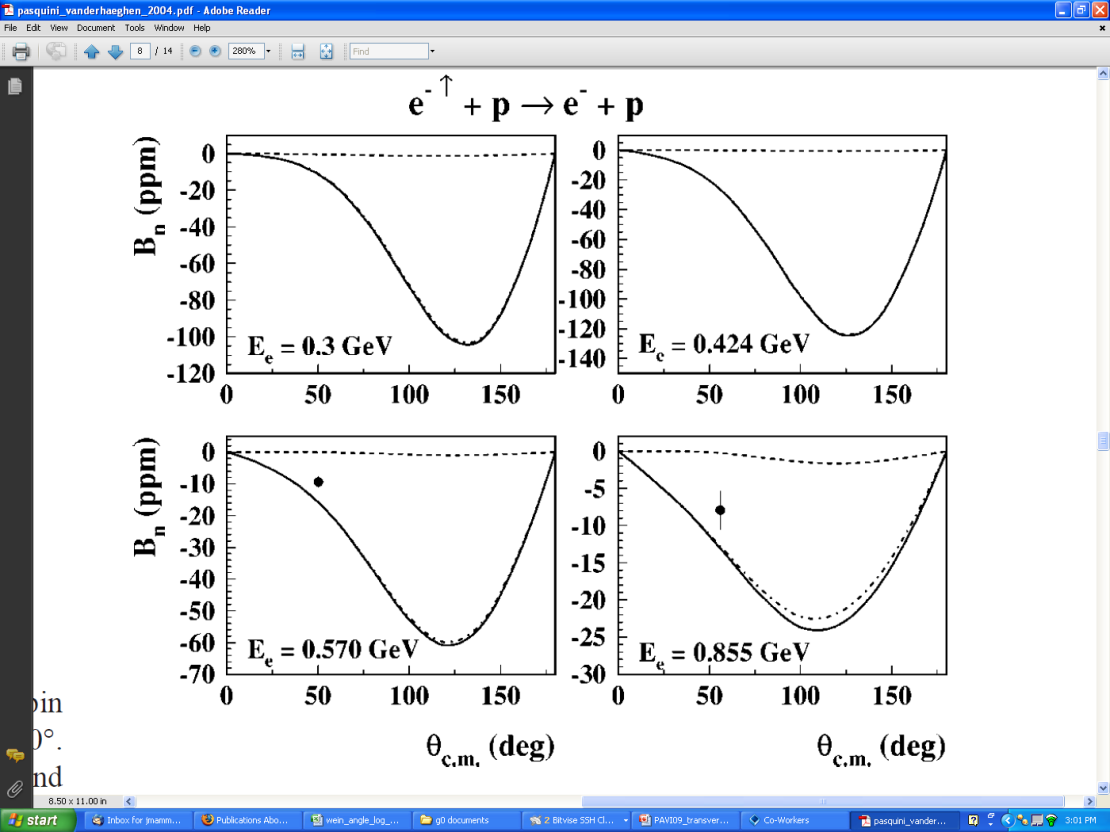 pasquini_vanderhaeghen_2004.pdf - Adobe Reader
File Edit View Document Tools Window Help
8 / 14 280% Find
e-↑ + p → e- + p
Bn (ppm)
0
-20
-40
-60
-80
-100
-120
Ee = 0.3 GeV
0 50 100 150
0
-20
-40
-60
-80
-100
-120
-140
Ee = 0.424 GeV
0 50 100 150
Bn (ppm)
0
-10
-20
-30
-40
-50
-60
-70
Ee = 0.570 GeV
0 50 100 150
θc.m. (deg)
0
-5
-10
-15
-20
-25
-30
Ee = 0.855 GeV
0 50 100 150
θc.m. (deg)
pin
0°.
nd
8.50 x 11.00 in
start Inbox for jmamm... Publications Abo... wein_angle_log_... g0 documents 2 Bitvise SSH Cl... PAVI09_transver... Co-Workers pasquini_vander... 3:01 PM